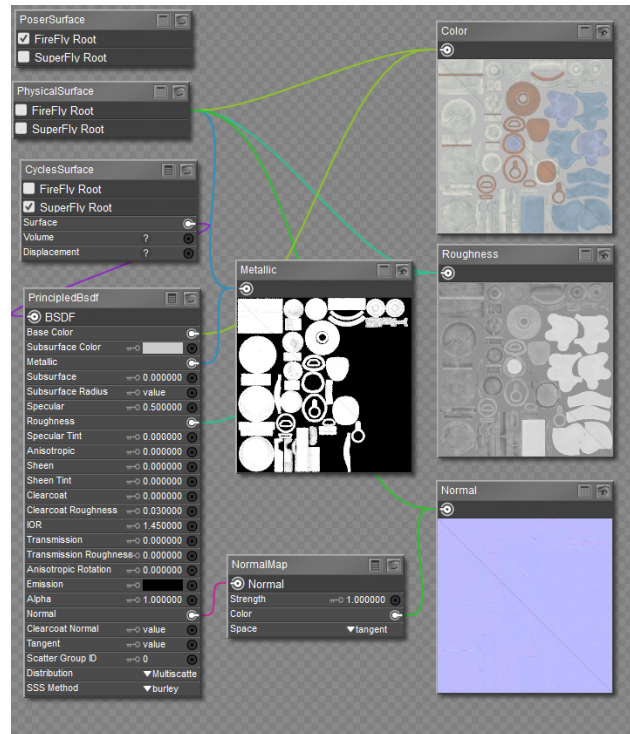 PoserSurface
FireFly Root
SuperFly Root
PhysicalSurface
FireFly Root
SuperFly Root
CyclesSurface
FireFly Root
SuperFly Root
Surface
Volume ?
Displacement ?
PrincipledBsdf
BSDF
Base Color
Subsurface Color
Metallic
Subsurface 0.000000
Subsurface Radius value
Specular 0.500000
Roughness
Specular Tint 0.000000
Anisotropic 0.000000
Sheen 0.000000
Sheen Tint 0.000000
Clearcoat 0.000000
Clearcoat Roughness 0.030000
IOR 1.450000
Transmission 0.000000
Transmission Roughness 0.000000
Anisotropic Rotation 0.000000
Emission
Alpha 1.000000
Normal
Clearcoat Normal value
Tangent value
Scatter Group ID 0
Distribution Multiscatte
SSS Method burley
Metallic
NormalMap
Normal
Strength 1.000000
Color
Space tangent
Color
Roughness
Normal